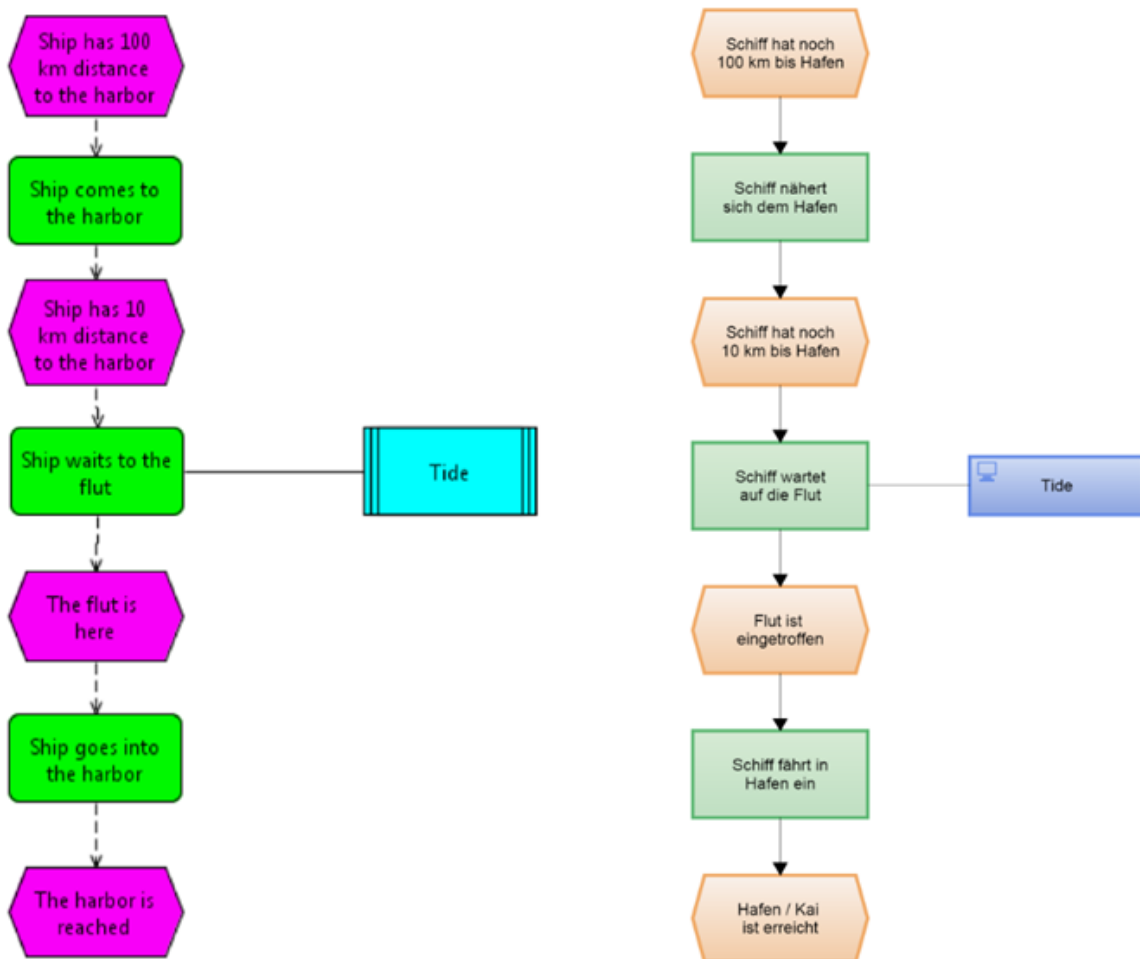 Ship has 100
km distance
to the harbor
Ship comes to
the harbor
Ship has 10
km distance
to the harbor
Ship waits to the
flut
Tide
The flut is
here
Ship goes into
the harbor
The harbor is
reached
Schiff hat noch
100 km bis Hafen
Schiff nähert
sich dem Hafen
Schiff hat noch
10 km bis Hafen
Schiff wartet
auf die Flut
Tide
Flut ist
eingetroffen
Schiff fährt in
Hafen ein
Hafen / Kai
ist erreicht